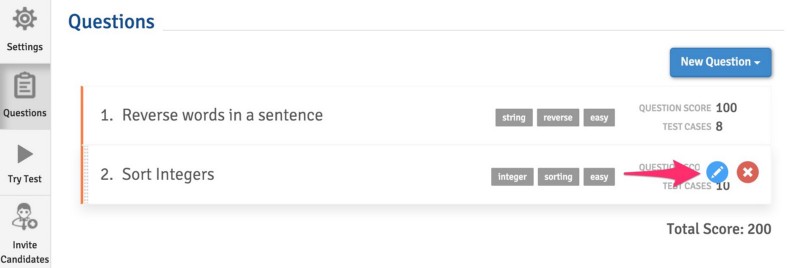 Settings
Questions
Try Test
Invite
Candidates
Questions
New Question
1. Reverse words in a sentence
string reverse easy
QUESTION SCORE 100
TEST CASES 8
2. Sort Integers
integer sorting easy
QUESTION
TEST CASES 10
Total Score: 200